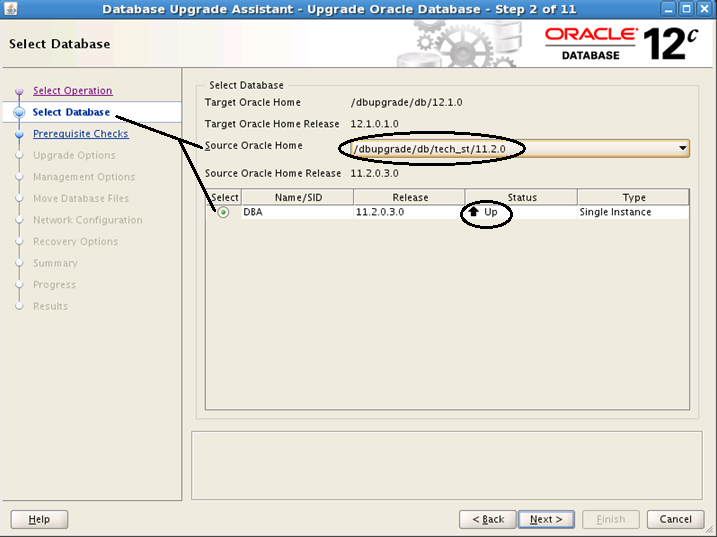 Database Upgrade Assistant - Upgrade Oracle Database - Step 2 of 11
Select Database
ORACLE
DATABASE 12c
Select Operation
Select Database
Prerequisite Checks
Upgrade Options
Management Options
Move Database Files
Network Configuration
Recovery Options
Summary
Progress
Results
Select Database
Target Oracle Home /dbupgrade/db/12.1.0
Target Oracle Home Release 12.1.0.1.0
Source Oracle Home /dbupgrade/db/tech_st/11.2.0
Source Oracle Home Release 11.2.0.3.0
Select Name/SID Release Status Type
DBA 11.2.0.3.0 Up Single Instance
Help < Back Next > Finish Cancel